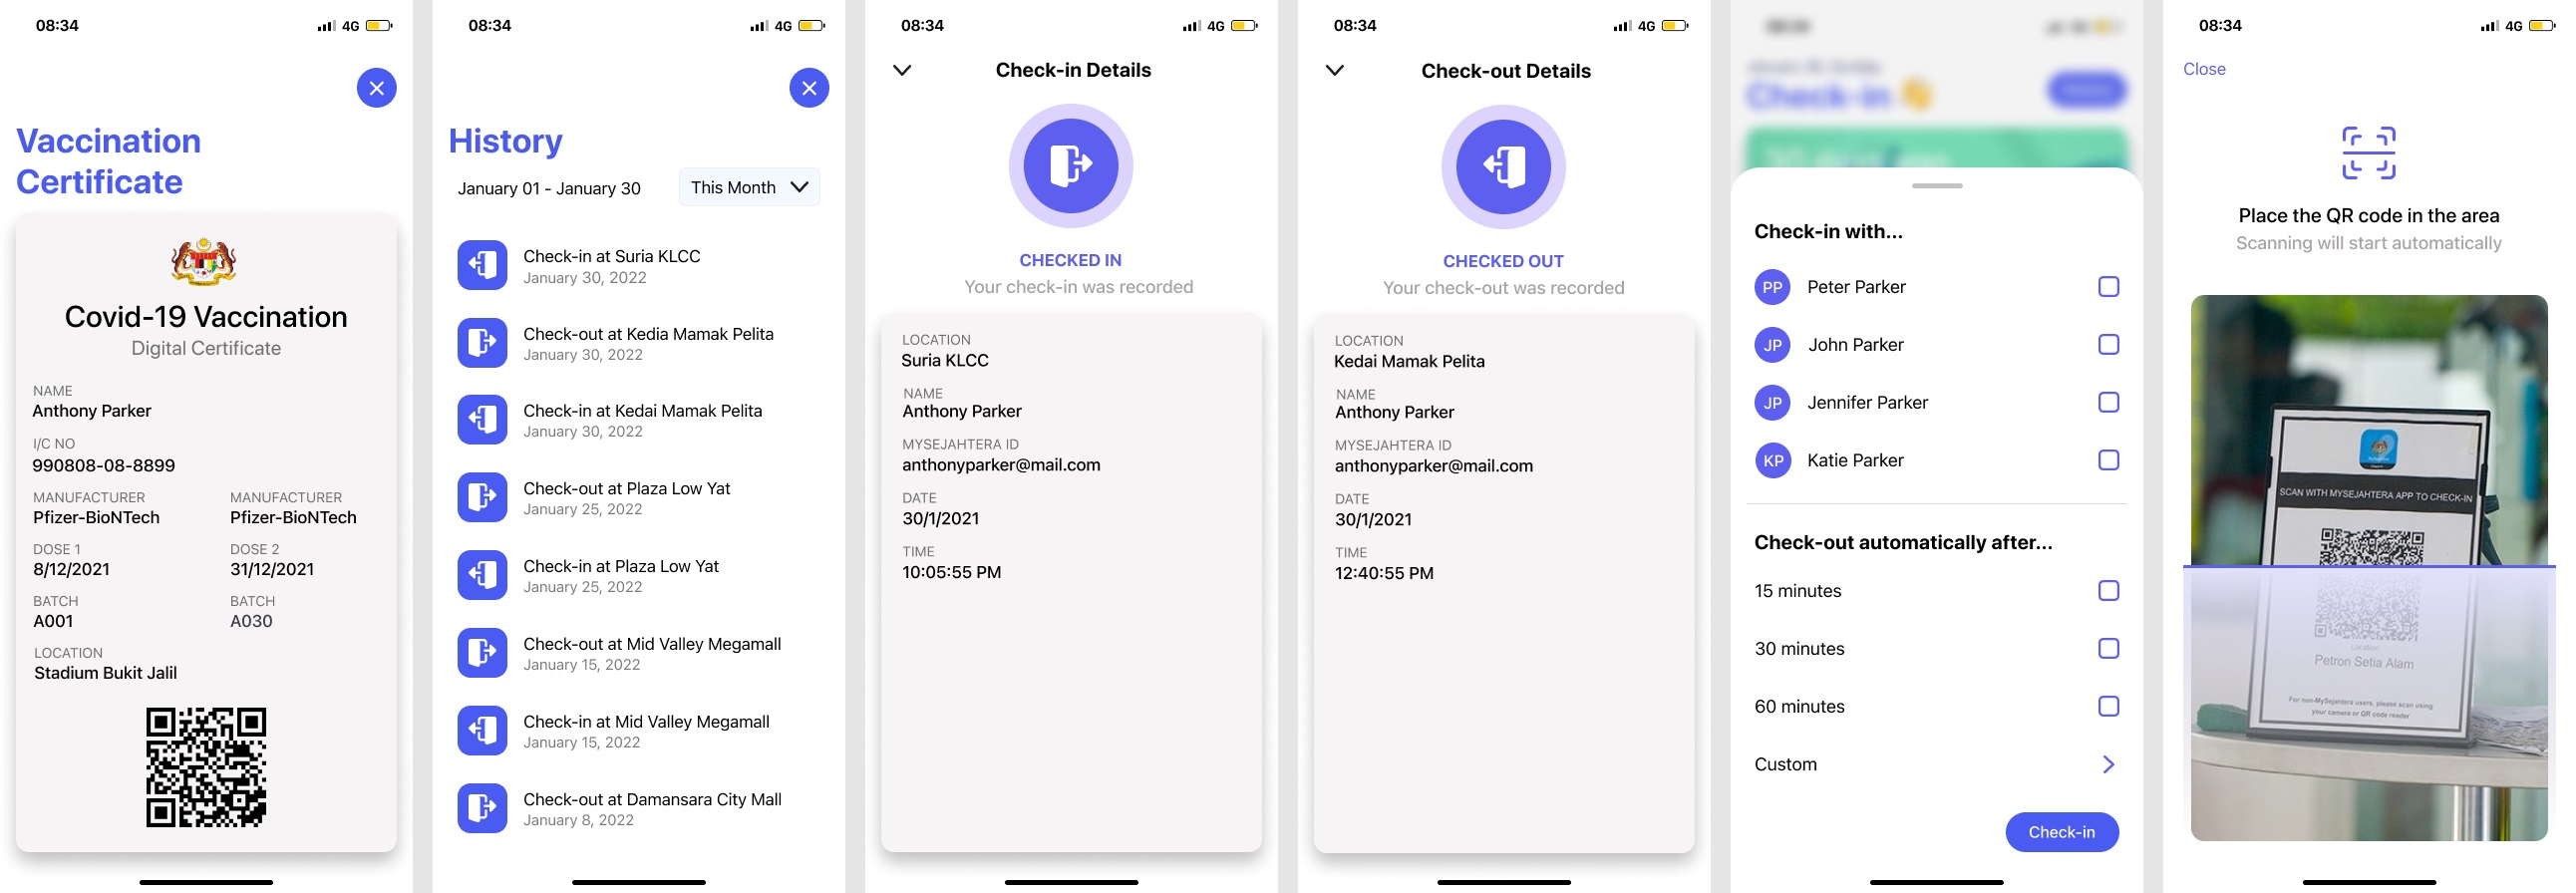 08:34
4G
Vaccination
Certificate
Covid-19 Vaccination
Digital Certificate
NAME
Anthony Parker
I/C NO
990808-08-8899
MANUFACTURER
Pfizer-BioNTech
MANUFACTURER
Pfizer-BioNTech
DOSE 1
8/12/2021
DOSE 2
31/12/2021
BATCH
A001
BATCH
A030
LOCATION
Stadium Bukit Jalil
08:34
4G
History
January 01 - January 30
This Month
Check-in at Suria KLCC
January 30, 2022
Check-out at Kedia Mamak Pelita
January 30, 2022
Check-in at Kedai Mamak Pelita
January 30, 2022
Check-out at Plaza Low Yat
January 25, 2022
Check-in at Plaza Low Yat
January 25, 2022
Check-out at Mid Valley Megamall
January 15, 2022
Check-in at Mid Valley Megamall
January 15, 2022
Check-out at Damansara City Mall
January 8, 2022
08:34
4G
Check-in Details
CHECKED IN
Your check-in was recorded
LOCATION
Suria KLCC
NAME
Anthony Parker
MYSEJAHTERA ID
anthonyparker@mail.com
DATE
30/1/2021
TIME
10:05:55 PM
08:34
4G
Check-out Details
CHECKED OUT
Your check-out was recorded
LOCATION
Kedai Mamak Pelita
NAME
Anthony Parker
MYSEJAHTERA ID
anthonyparker@mail.com
DATE
30/1/2021
TIME
12:40:55 PM
Check-in
Check-in with...
PP
Peter Parker
JP
John Parker
JP
Jennifer Parker
KP
Katie Parker
Check-out automatically after...
15 minutes
30 minutes
60 minutes
Custom
Check-in
08:34
4G
Close
Place the QR code in the area
Scanning will start automatically
SCAN WITH MYSEJAHTERA APP TO CHECK-IN
Location
Petron Setia Alam
For non-MySejahtera users, please scan using
your camera or QR code reader